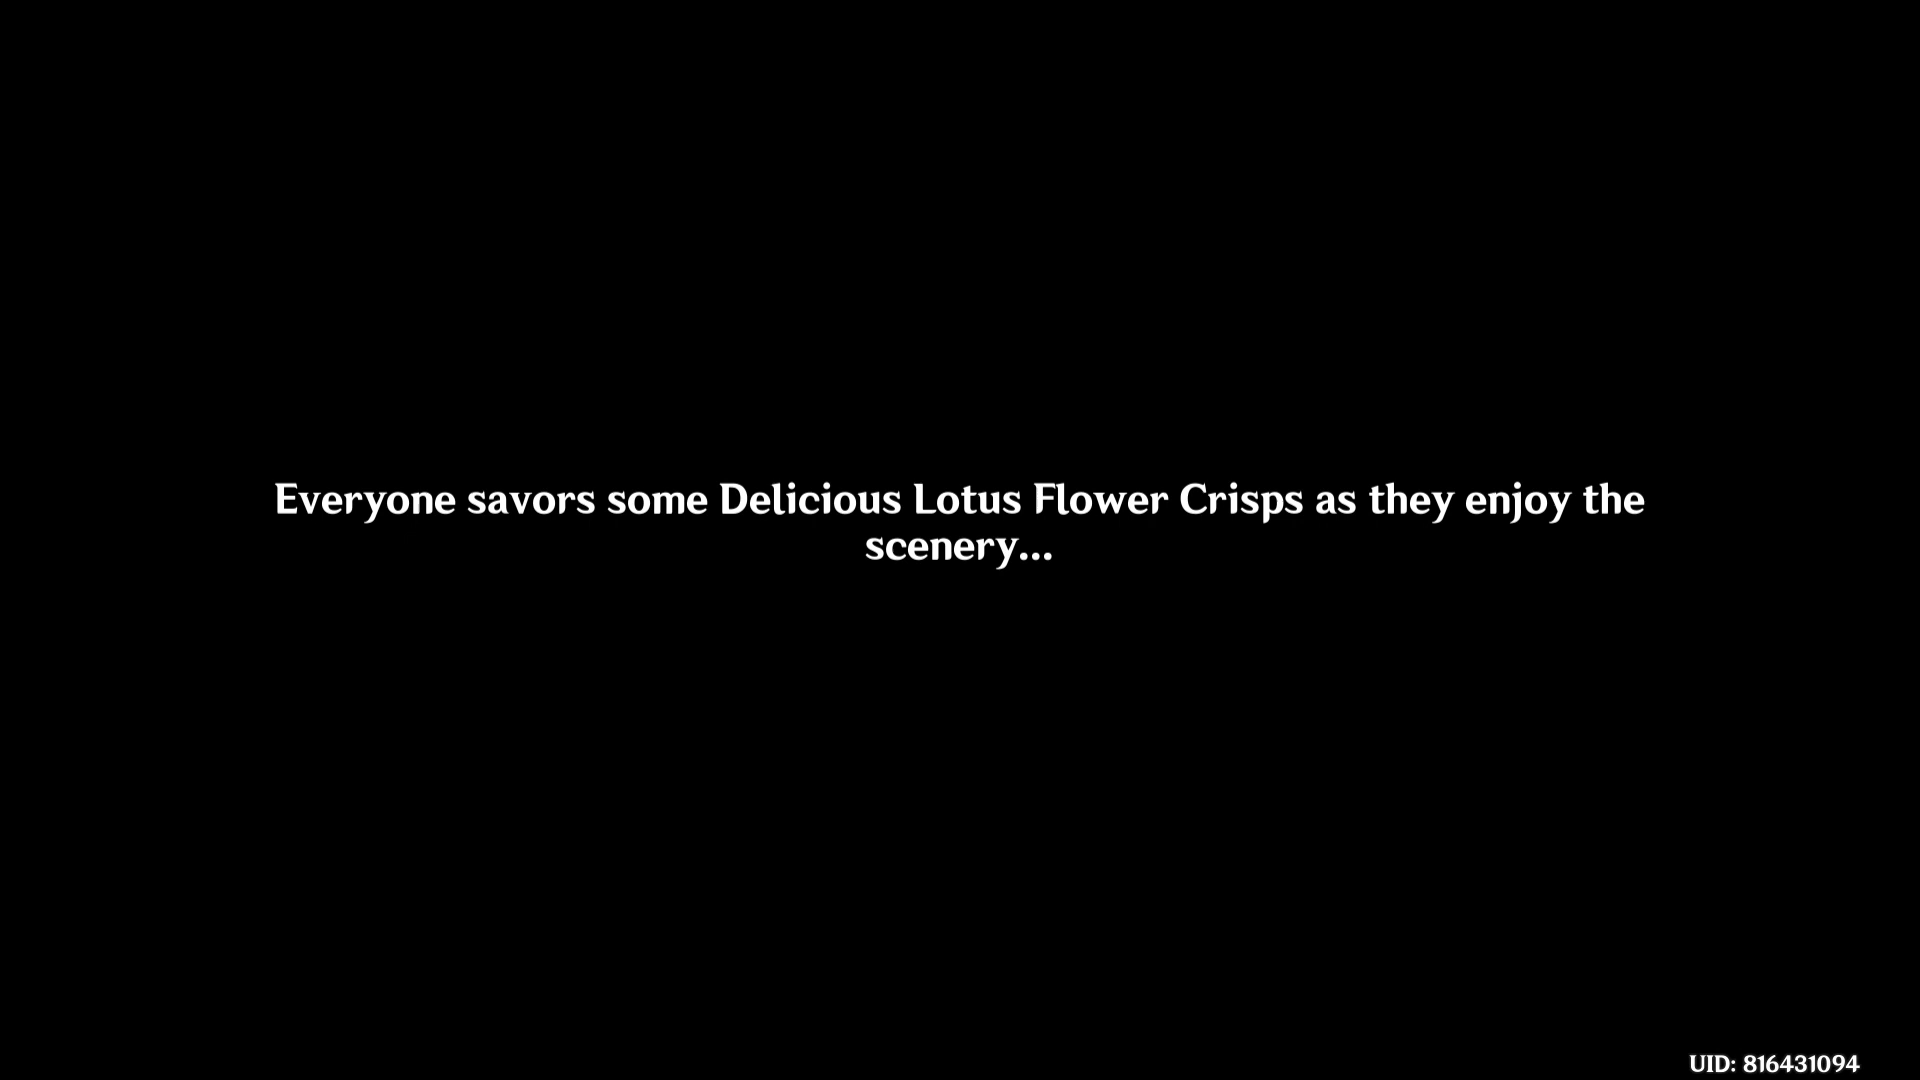 Everyone savors some Delicious Lotus Flower Crisps as they enjoy the
scenery...
UID: 816431094